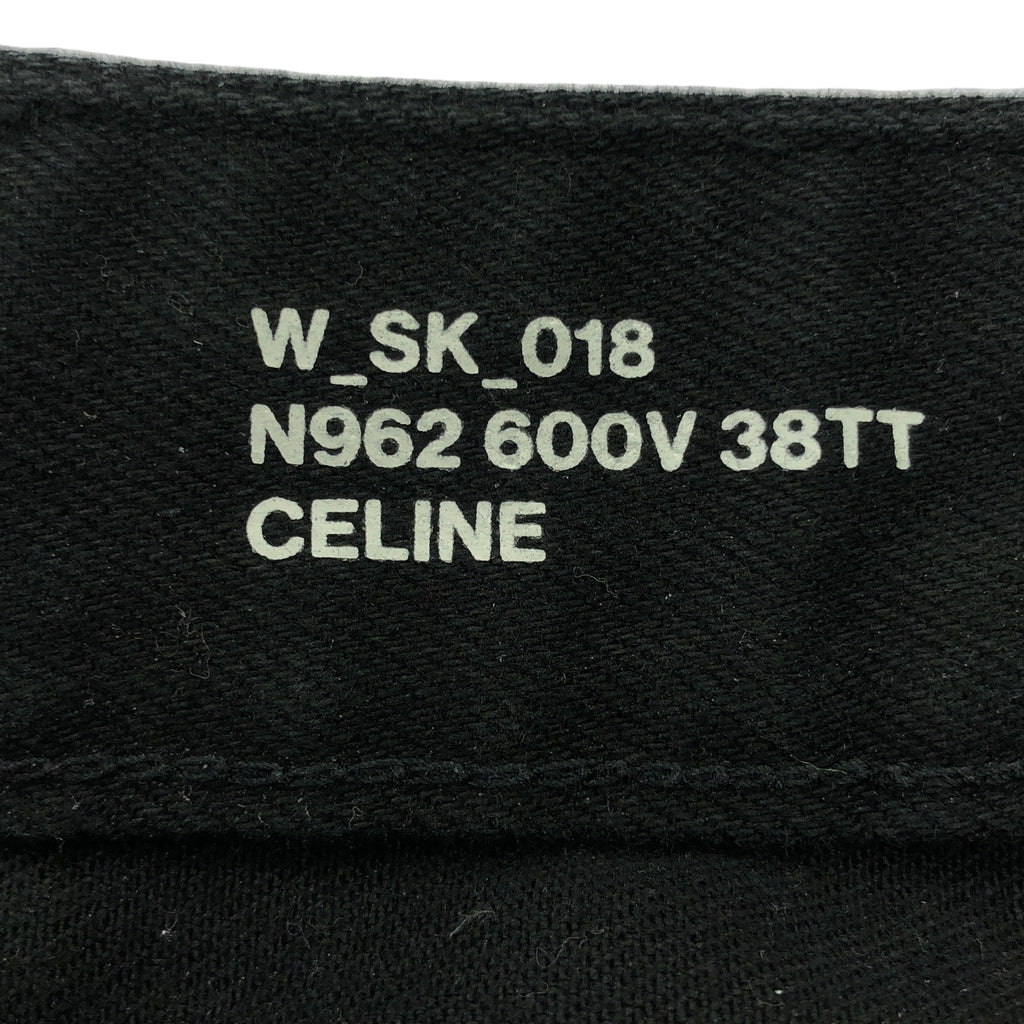 W_SK_018
N962 600V 38TT
CELINE